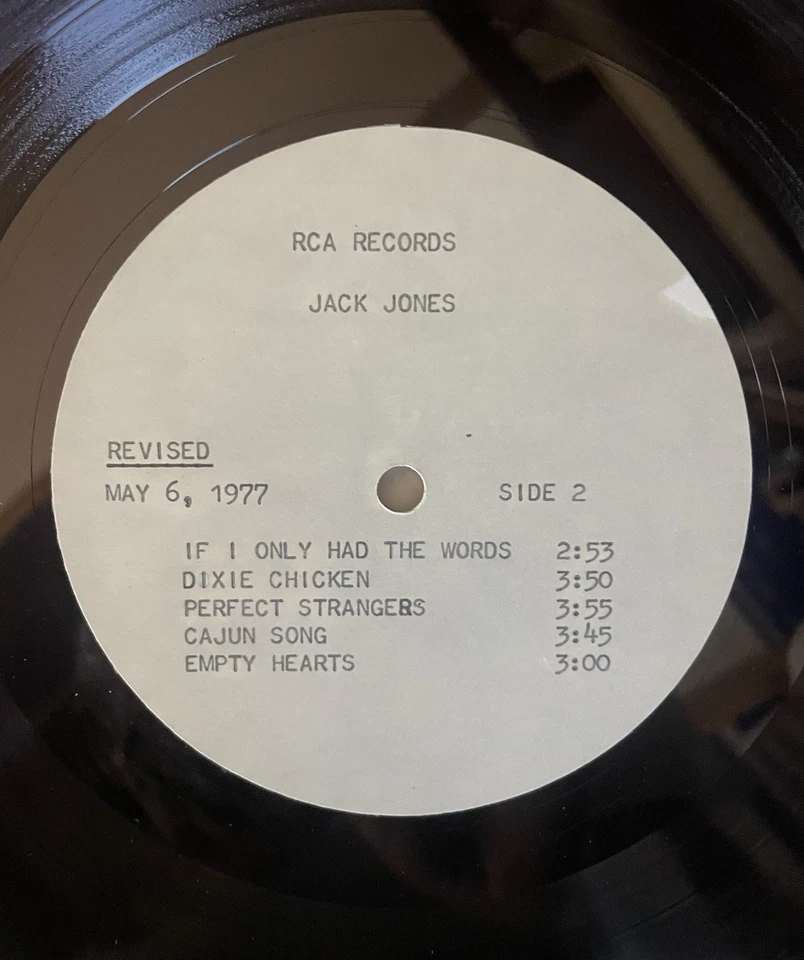 RCA RECORDS
JACK JONES
REVISED
MAY 6, 1977 SIDE 2
IF I ONLY HAD THE WORDS 2:53
DIXIE CHICKEN 3:50
PERFECT STRANGERS 3:55
CAJUN SONG 3:45
EMPTY HEARTS 3:00